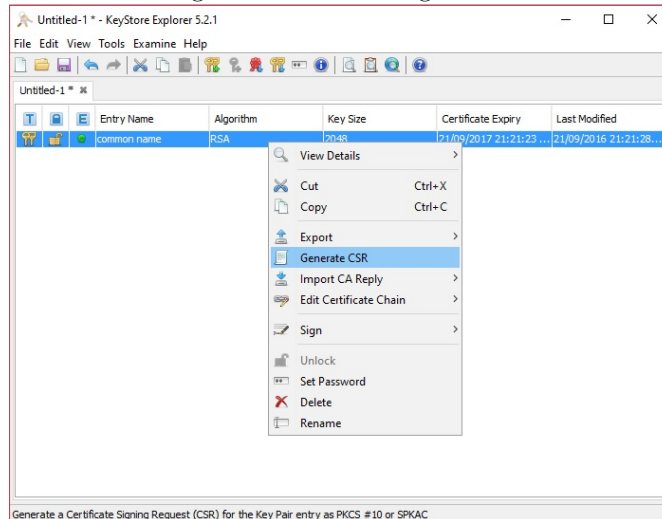 Untitled-1 * - KeyStore Explorer 5.2.1
File Edit View Tools Examine Help
Untitled-1 *
T E Entry Name Algorithm Key Size Certificate Expiry Last Modified
common name RSA 2048 21/09/2017 21:21:23 ... 21/09/2016 21:21:28...
View Details
Cut Ctrl+X
Copy Ctrl+C
Export
Generate CSR
Import CA Reply
Edit Certificate Chain
Sign
Unlock
Set Password
Delete
Rename
Generate a Certificate Signing Request (CSR) for the Key Pair entry as PKCS #10 or SPKAC